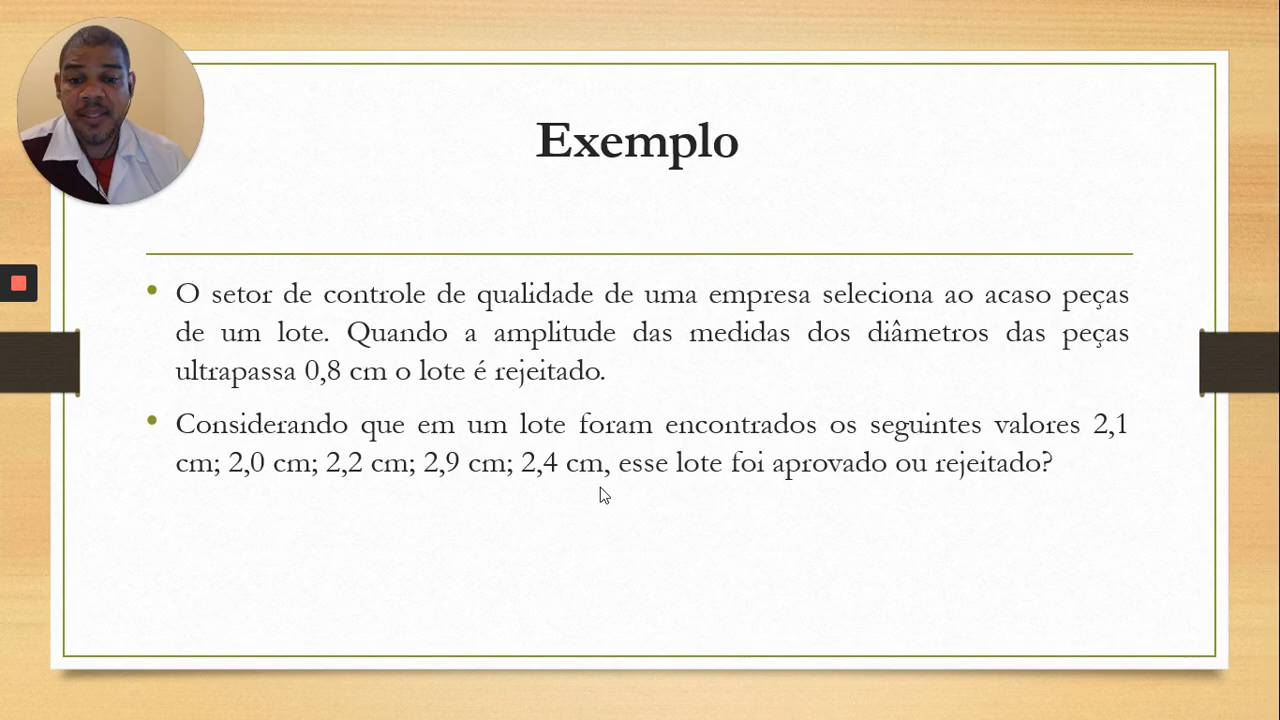 Exemplo
• O setor de controle de qualidade de uma empresa seleciona ao acaso peças
de um lote. Quando a amplitude das medidas dos diâmetros das peças
ultrapassa 0,8 cm o lote é rejeitado.
• Considerando que em um lote foram encontrados os seguintes valores 2,1
cm; 2,0 cm; 2,2 cm; 2,9 cm; 2,4 cm, esse lote foi aprovado ou rejeitado?